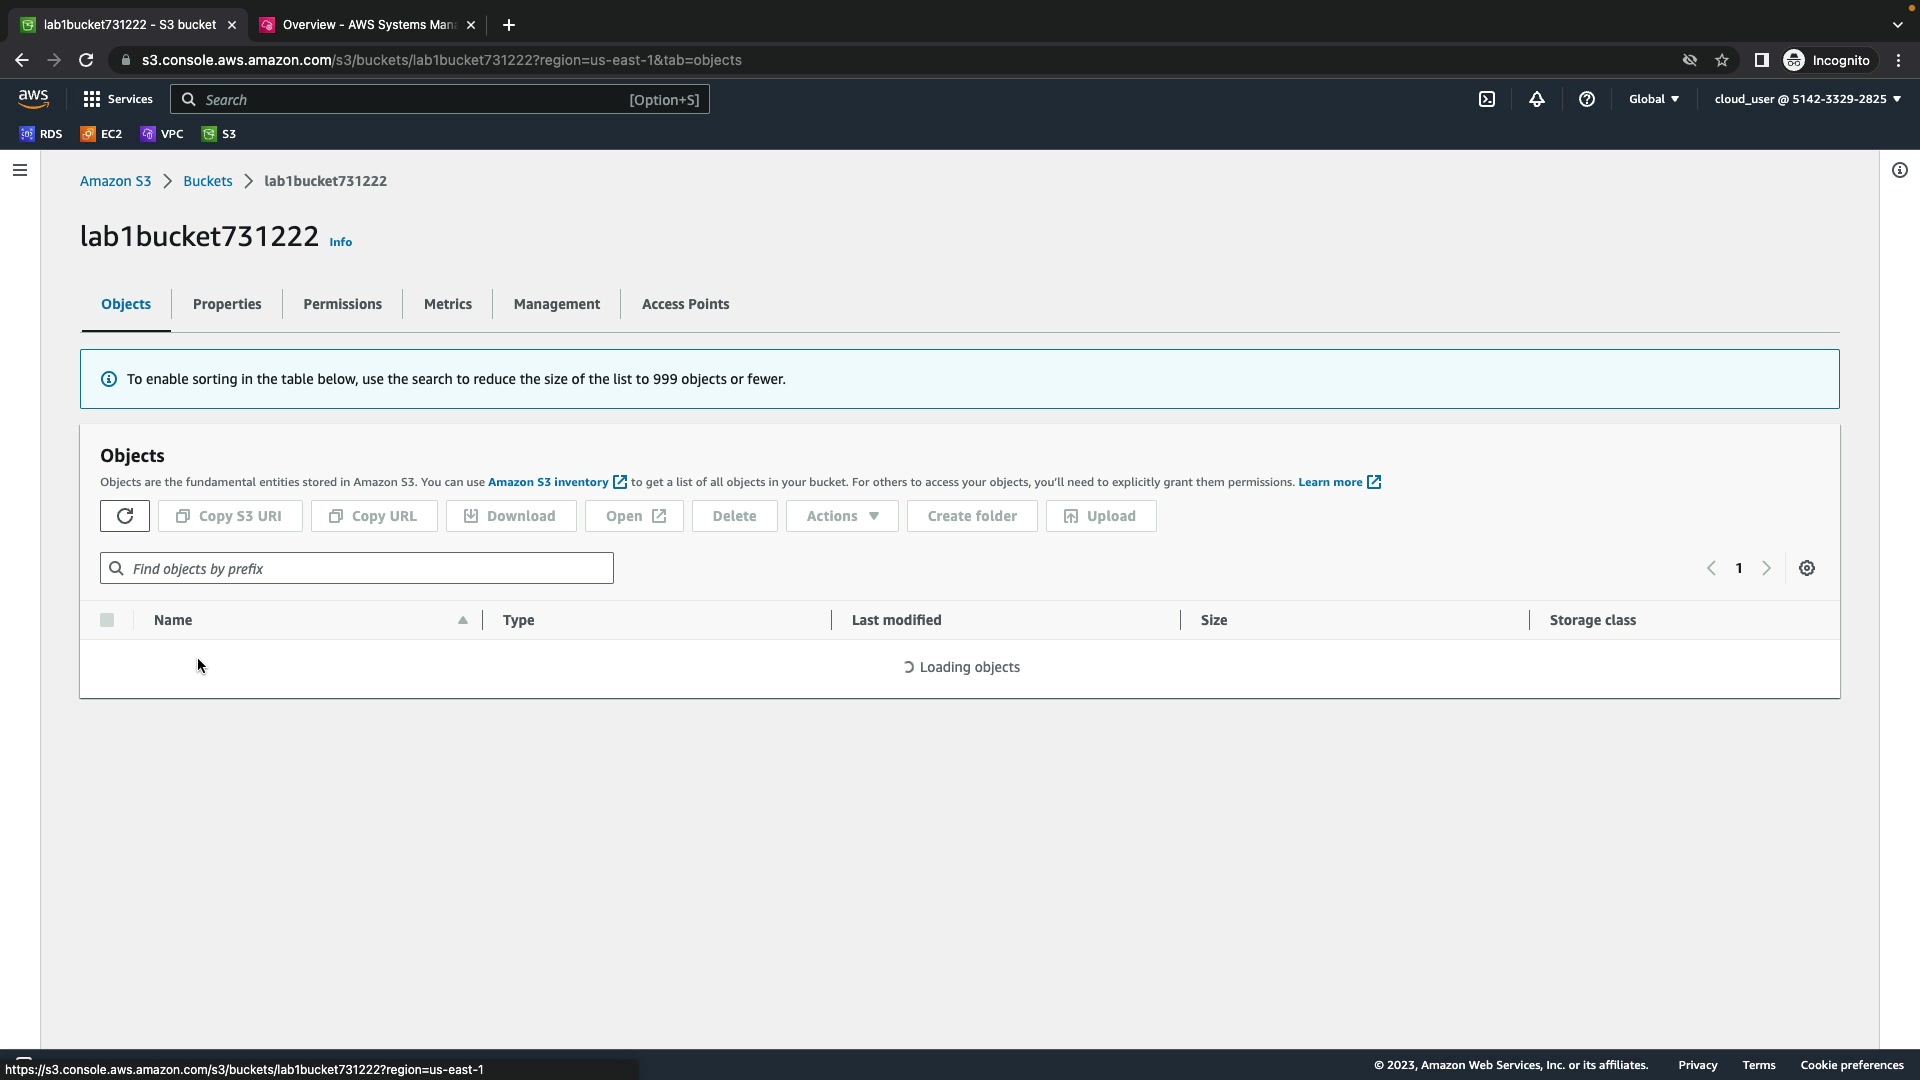 lab1bucket731222 - S3 bucket
Overview - AWS Systems Man
s3.console.aws.amazon.com/s3/buckets/lab1bucket731222?region=us-east-1&tab=objects
Incognito
aws
Services
Search
[Option+S]
Global
cloud_user @ 5142-3329-2825
RDS
EC2
VPC
S3
Amazon S3 > Buckets > lab1bucket731222
lab1bucket731222 Info
Objects
Properties
Permissions
Metrics
Management
Access Points
To enable sorting in the table below, use the search to reduce the size of the list to 999 objects or fewer.
Objects
Objects are the fundamental entities stored in Amazon S3. You can use Amazon S3 inventory to get a list of all objects in your bucket. For others to access your objects, you'll need to explicitly grant them permissions. Learn more
Copy S3 URI
Copy URL
Download
Open
Delete
Actions
Create folder
Upload
Find objects by prefix
1
Name
Type
Last modified
Size
Storage class
Loading objects
https://s3.console.aws.amazon.com/s3/buckets/lab1bucket731222?region=us-east-1
© 2023, Amazon Web Services, Inc. or its affiliates.
Privacy
Terms
Cookie preferences